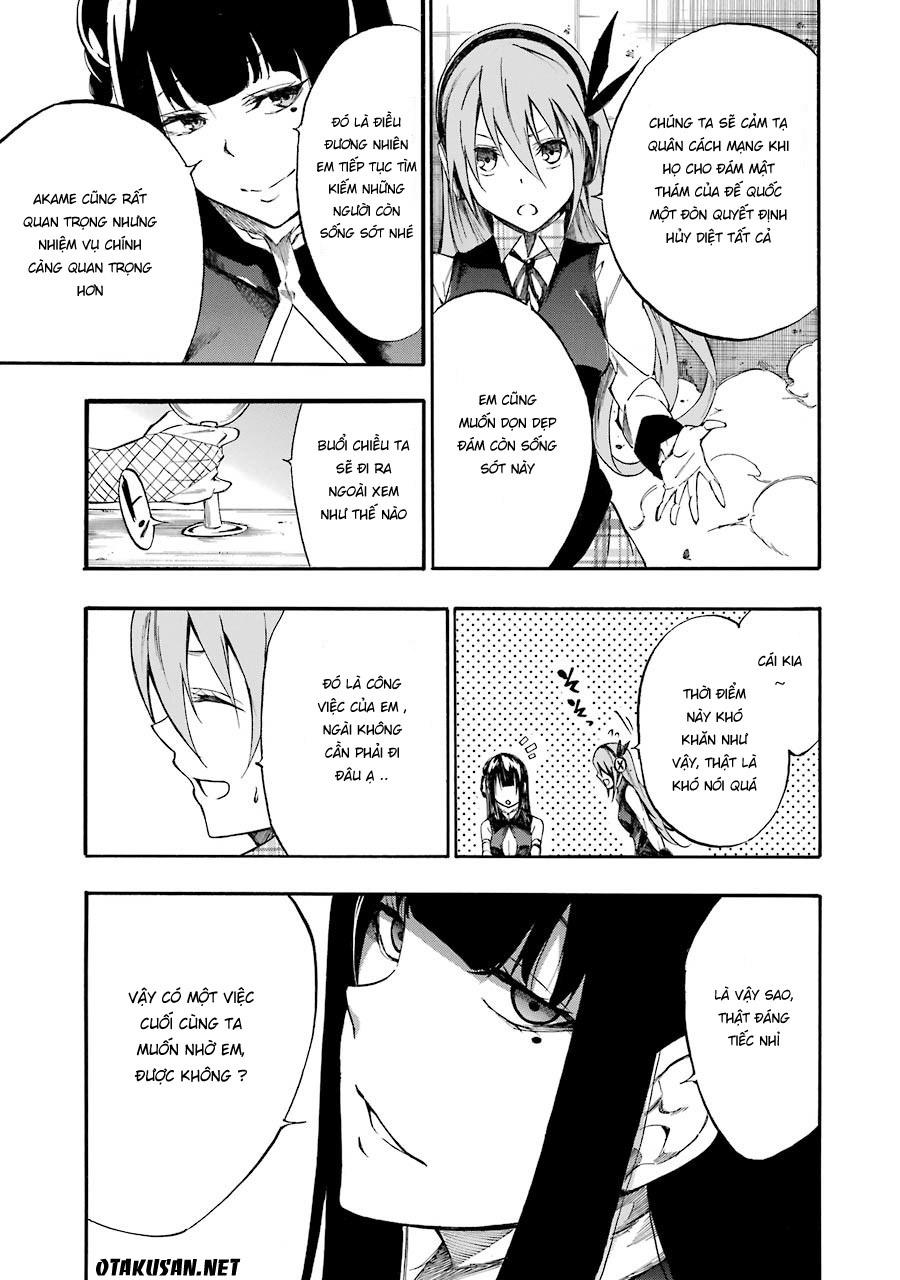 CHÚNG TA SẼ CẢM TẠ
QUÂN CÁCH MẠNG KHI
HỌ CHO ĐÁM MẬT
THÁM CỦA ĐẾ QUỐC
MỘT ĐÒN QUYẾT ĐỊNH
HỦY DIỆT TẤT CẢ
EM CŨNG
MUỐN DỌN DẸP
ĐÁM CÒN SỐNG
SÓT NÀY
ĐÓ LÀ ĐIỀU
ĐƯƠNG NHIÊN
EM TIẾP TỤC TÌM
KIẾM NHỮNG
NGƯỜI CÒN
SỐNG SÓT NHÉ
AKAME CŨNG RẤT
QUAN TRỌNG NHƯNG
NHIỆM VỤ CHÍNH
CÀNG QUAN TRỌNG
HƠN
BUỔI CHIỀU TA
SẼ ĐI RA
NGOÀI XEM
NHƯ THẾ NÀO
CÁI KIA
~
THỜI ĐIỂM
NÀY KHÓ
KHĂN NHƯ
VẬY, THẬT LÀ
KHÓ NÓI QUÁ
ĐÓ LÀ CÔNG
VIỆC CỦA EM ,
NGÀI KHÔNG
CẦN PHẢI ĐI
ĐÂU Ạ ..
LÀ VẬY SAO,
THẬT ĐÁNG
TIẾC NHỈ
VẬY CÓ MỘT VIỆC
CUỐI CÙNG TA
MUỐN NHỜ EM,
ĐƯỢC KHÔNG ?
OTAKUSAN.NET